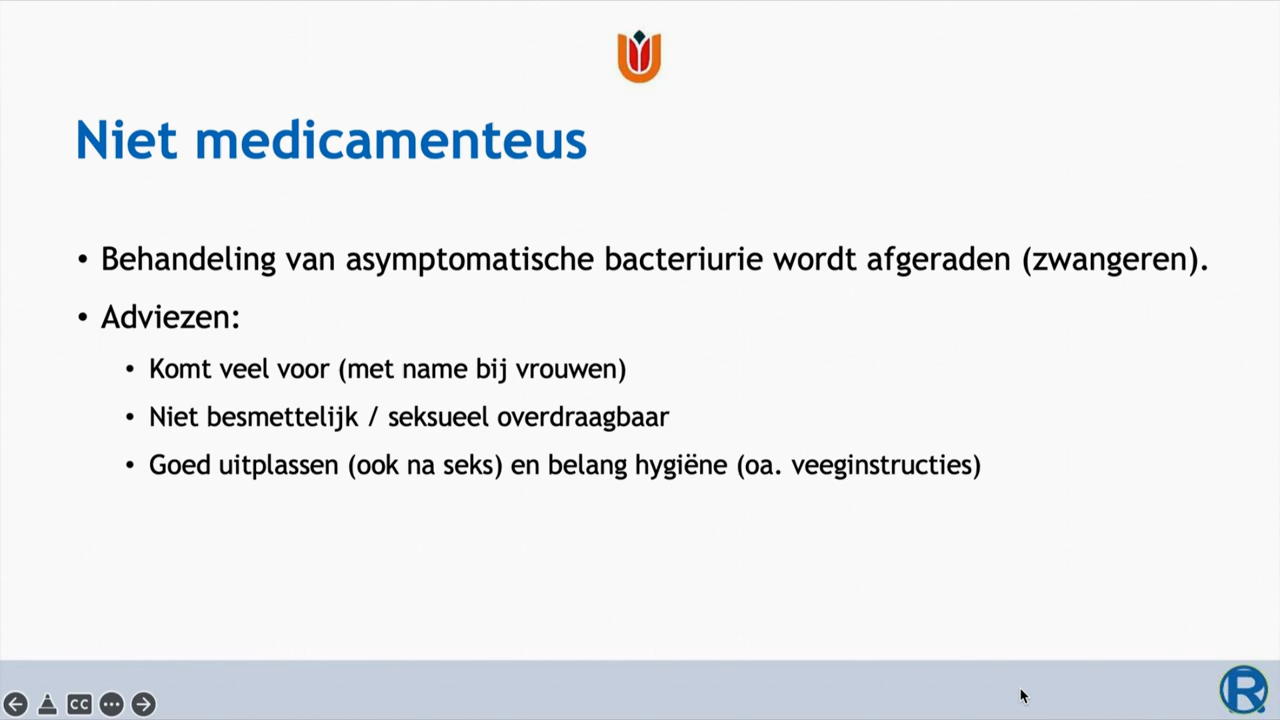 Niet medicamenteus
• Behandeling van asymptomatische bacteriurie wordt afgeraden (zwangeren).
• Adviezen:
• Komt veel voor (met name bij vrouwen)
• Niet besmettelijk / seksueel overdraagbaar
• Goed uitplassen (ook na seks) en belang hygiëne (oa. veeginstructies)
CC
R